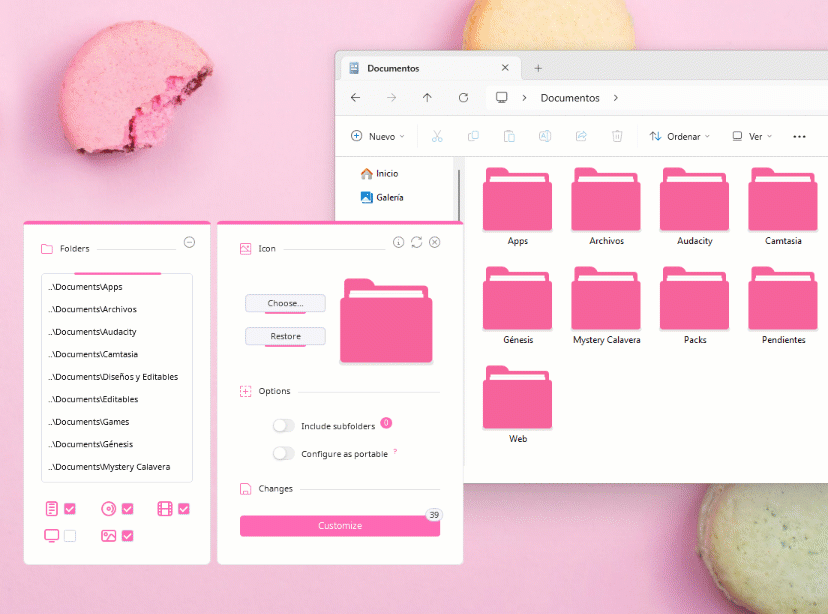 Documentos
Documentos
Nuevo
Ordenar
Ver
Inicio
Galería
Apps
Archivos
Audacity
Camtasia
Génesis
Mystery Calavera
Packs
Pendientes
Web
Folders
..\Documents\Apps
..\Documents\Archivos
..\Documents\Audacity
..\Documents\Camtasia
..\Documents\Diseños y Editables
..\Documents\Editables
..\Documents\Games
..\Documents\Génesis
..\Documents\Mystery Calavera
Icon
Choose...
Restore
Options
Include subfolders 0
Configure as portable ?
Changes
39
Customize